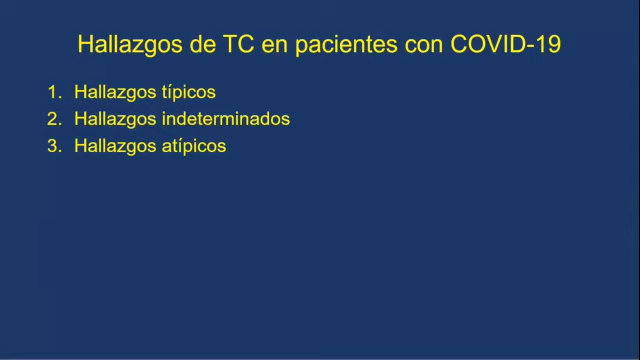 Hallazgos de TC en pacientes con COVID-19
1. Hallazgos típicos
2. Hallazgos indeterminados
3. Hallazgos atípicos